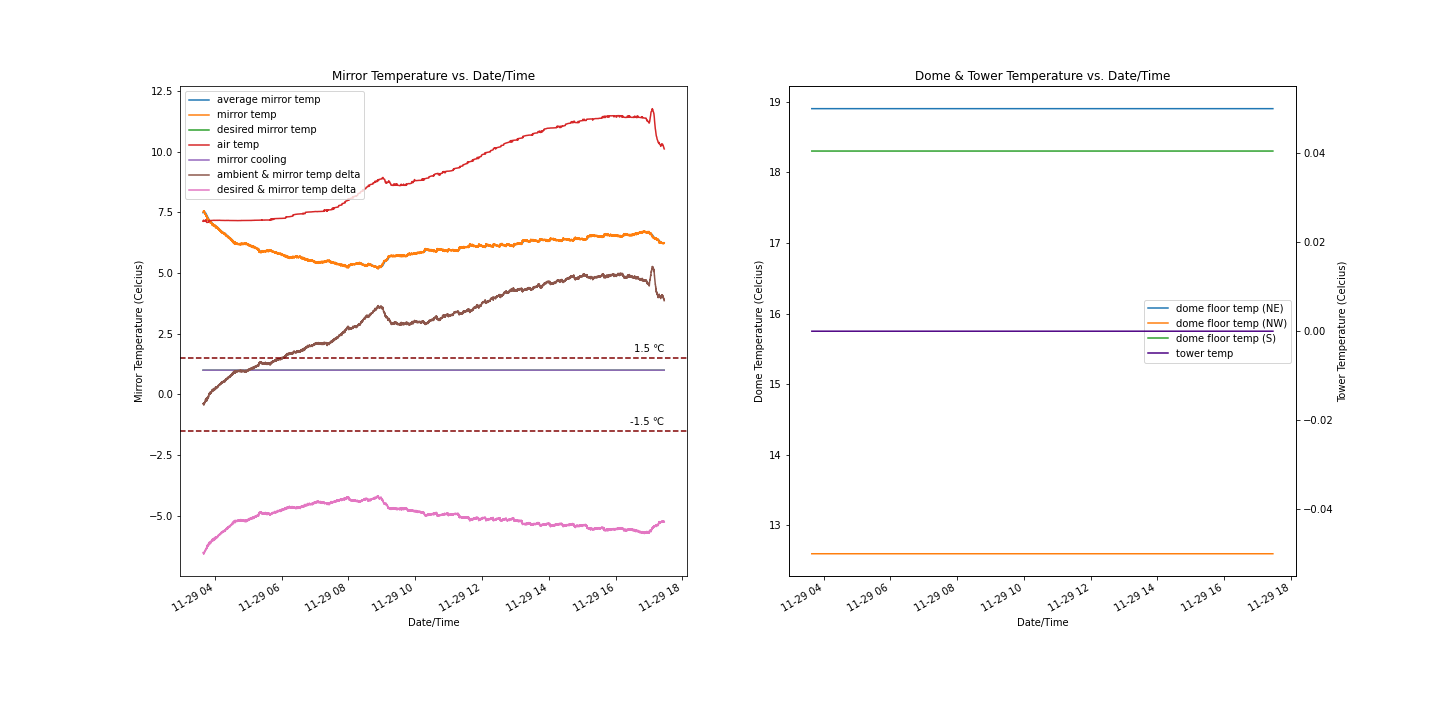 Mirror Temperature vs. Date/Time
Mirror Temperature (Celcius)
12.5
10.0
7.5
5.0
2.5
0.0
−2.5
−5.0
average mirror temp
mirror temp
desired mirror temp
air temp
mirror cooling
ambient & mirror temp delta
desired & mirror temp delta
1.5 °C
-1.5 °C
11-29 04
11-29 06
11-29 08
11-29 10
11-29 12
11-29 14
11-29 16
11-29 18
Date/Time
Dome & Tower Temperature vs. Date/Time
Dome Temperature (Celcius)
19
18
17
16
15
14
13
dome floor temp (NE)
dome floor temp (NW)
dome floor temp (S)
tower temp
0.04
0.02
0.00
−0.02
−0.04
Tower Temperature (Celcius)
11-29 04
11-29 06
11-29 08
11-29 10
11-29 12
11-29 14
11-29 16
11-29 18
Date/Time